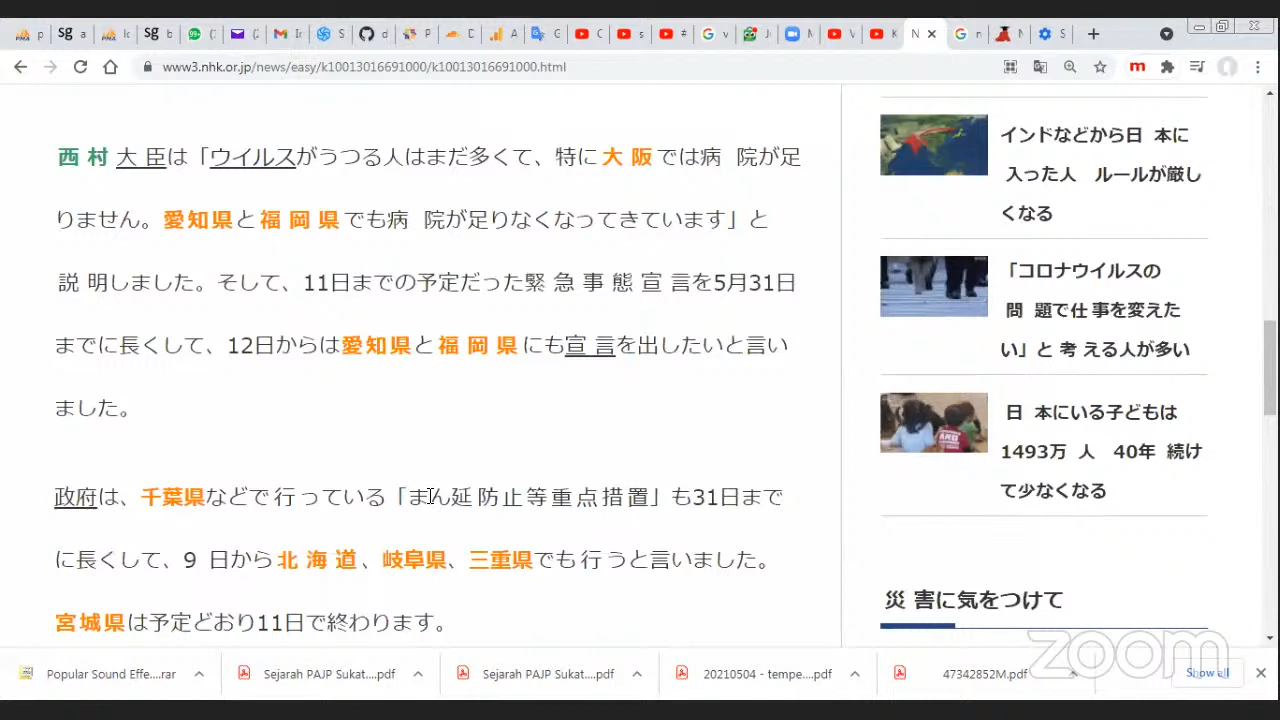 www3.nhk.or.jp/news/easy/k10013016691000/k10013016691000.html
西村大臣は「ウイルスがうつる人はまだ多くて、特に大阪では病院が足
りません。愛知県と福岡県でも病院が足りなくなってきています」と
説明しました。そして、11日までの予定だった緊急事態宣言を5月31日
までに長くして、12日からは愛知県と福岡県にも宣言を出したいと言い
ました。
政府は、千葉県などで行っている「まん延防止等重点措置」も31日まで
に長くして、9日から北海道、岐阜県、三重県でも行うと言いました。
宮城県は予定どおり11日で終わります。
インドなどから日本に
入った人 ルールが厳し
くなる
「コロナウイルスの
問題で仕事を変えた
い」と考える人が多い
日本にいる子どもは
1493万人 40年続け
て少なくなる
災害に気をつけて
zoom
Popular Sound Effe....rar
Sejarah PAJP Sukat....pdf
Sejarah PAJP Sukat....pdf
20210504 - tempe....pdf
47342852M.pdf
Show all